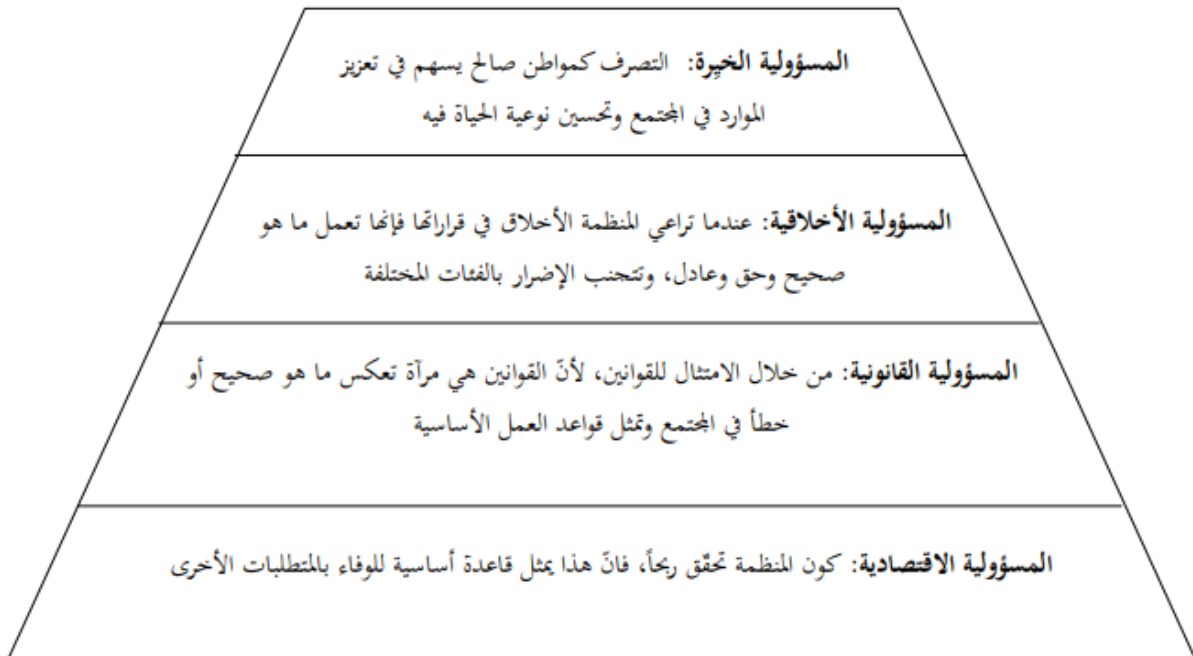 المسؤولية الخيِرة: التصرف كمواطن صالح يسهم في تعزيز
الموارد في المجتمع وتحسين نوعية الحياة فيه
المسؤولية الأخلاقية: عندما تراعي المنظمة الأخلاق في قراراتها فإنها تعمل ما هو
صحيح وحق وعادل، وتتجنب الإضرار بالفئات المختلفة
المسؤولية القانونية: من خلال الامتثال للقوانين، لأنّ القوانين هي مرآة تعكس ما هو صحيح أو
خطأ في المجتمع وتمثل قواعد العمل الأساسية
المسؤولية الاقتصادية: كون المنظمة تحقّق ربحاً، فانّ هذا يمثل قاعدة أساسية للوفاء بالمتطلبات الأخرى